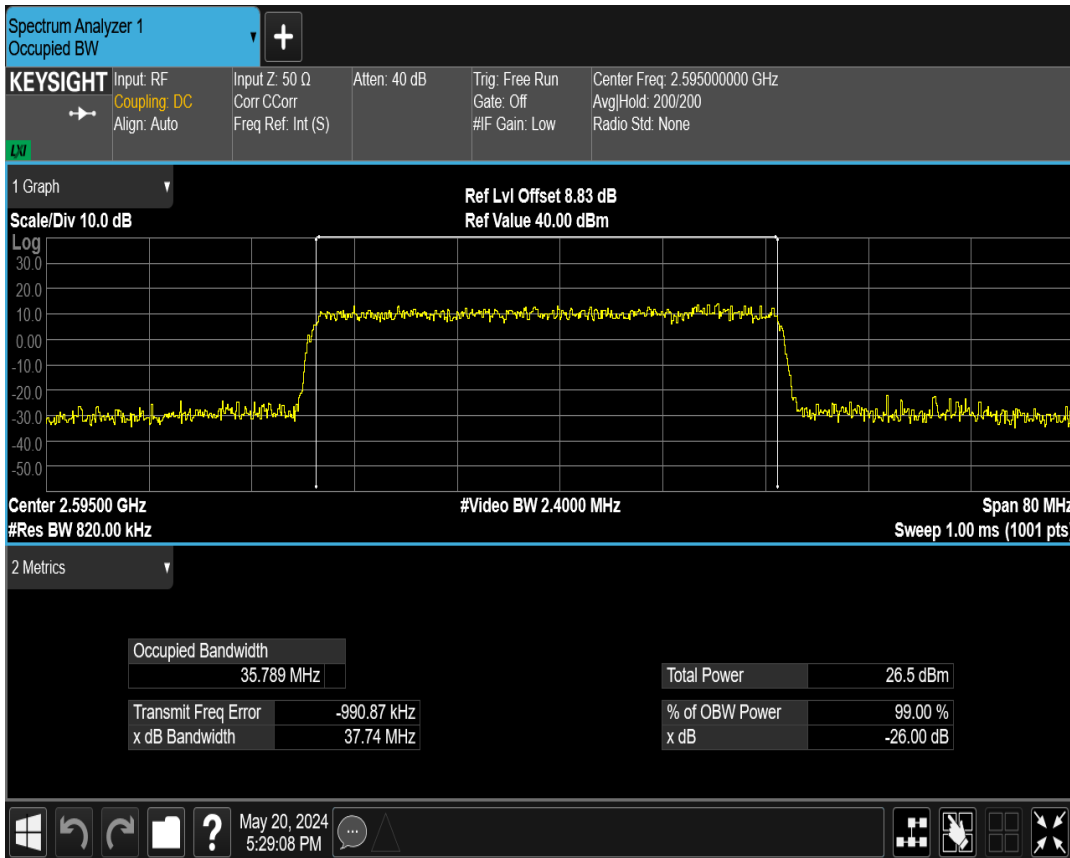 Spectrum Analyzer 1
Occupied BW
KEYSIGHT
LXI
Input: RF
Coupling: DC
Align: Auto
Input Z: 50 Ω
Corr CCorr
Freq Ref: Int (S)
Atten: 40 dB
Trig: Free Run
Gate: Off
#IF Gain: Low
Center Freq: 2.595000000 GHz
Avg|Hold: 200/200
Radio Std: None
1 Graph
Scale/Div 10.0 dB
Ref Lvl Offset 8.83 dB
Ref Value 40.00 dBm
Log
30.0
20.0
10.0
0.00
-10.0
-20.0
-30.0
-40.0
-50.0
Center 2.59500 GHz
#Video BW 2.4000 MHz
Span 80 MHz
#Res BW 820.00 kHz
Sweep 1.00 ms (1001 pts)
2 Metrics
Occupied Bandwidth
35.789 MHz
Total Power 26.5 dBm
Transmit Freq Error -990.87 kHz
% of OBW Power 99.00 %
x dB Bandwidth 37.74 MHz
x dB -26.00 dB
?
May 20, 2024
5:29:08 PM